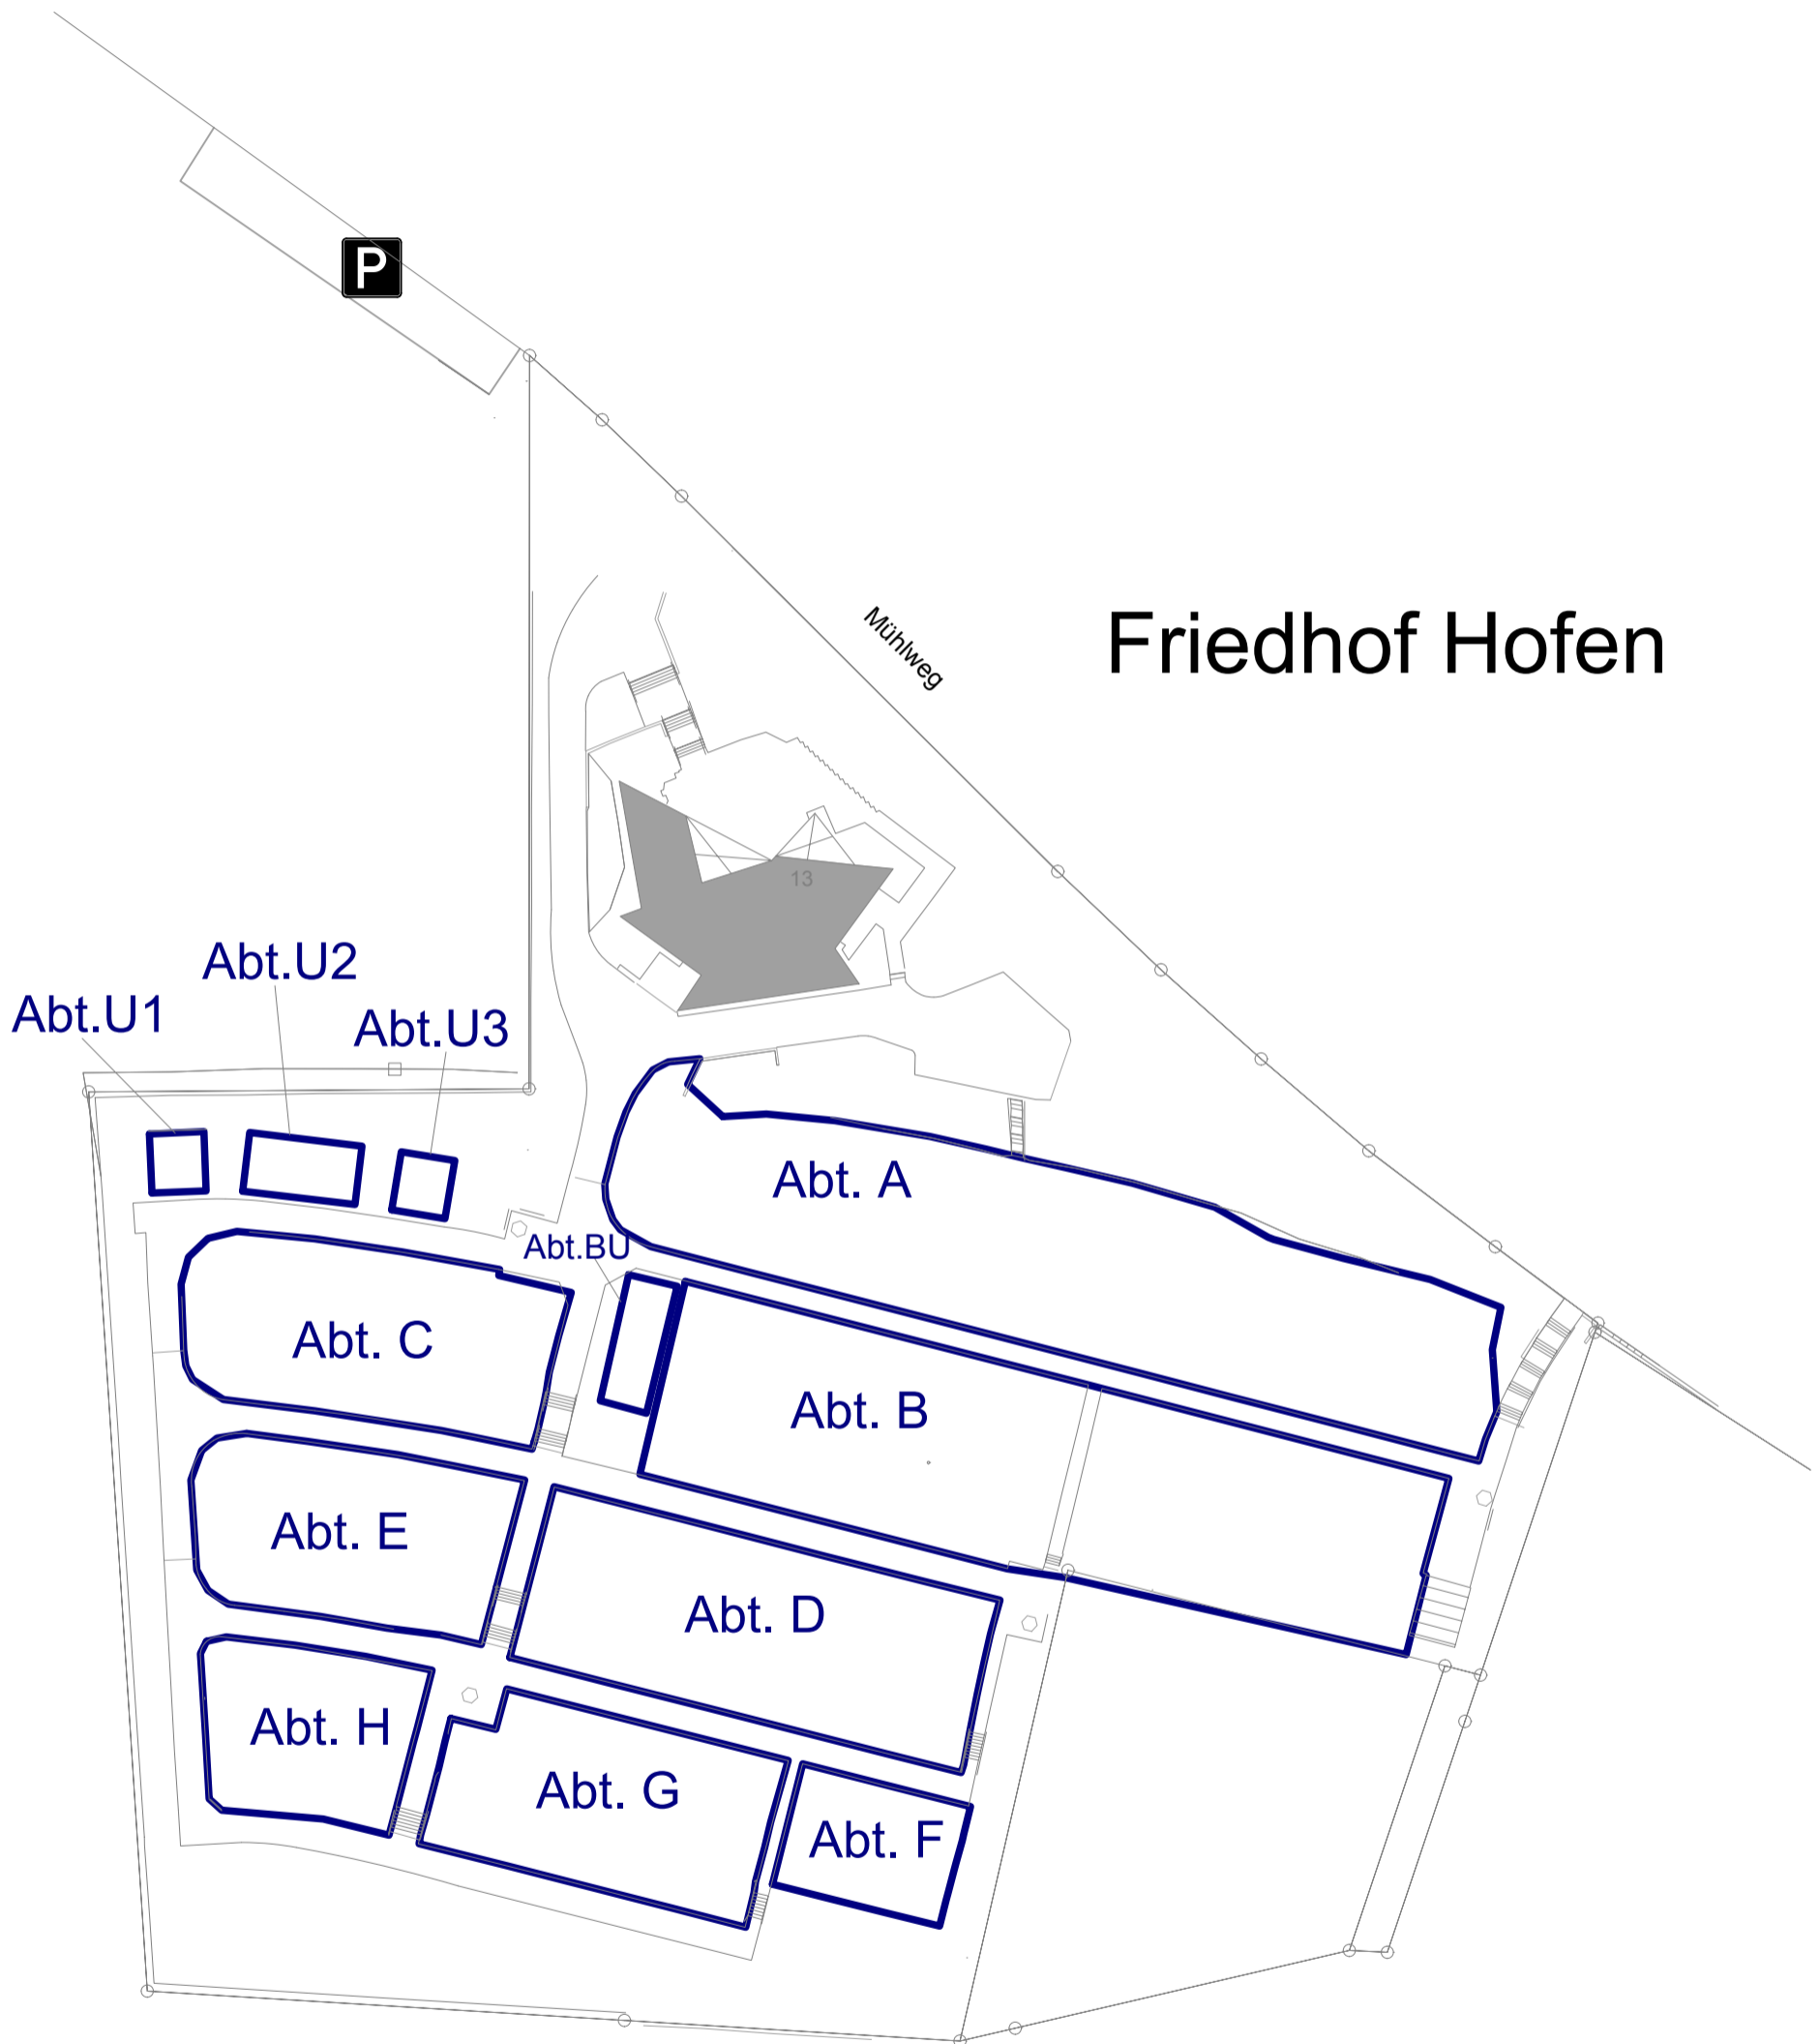 P
Friedhof Hofen
Mühlweg
13
Abt.U2
Abt.U1
Abt.U3
Abt. A
Abt.BU
Abt. C
Abt. B
Abt. E
Abt. D
Abt. H
Abt. G
Abt. F